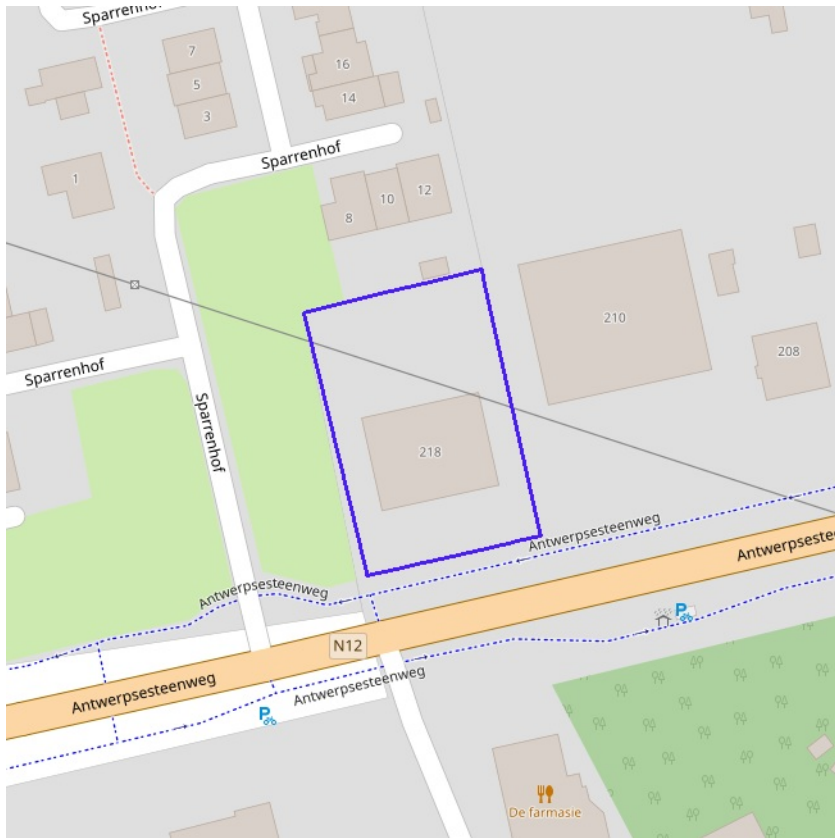 Sparrenhof
7
5
3
16
14
Sparrenhof
1
12
10
8
210
208
Sparrenhof
Sparrenhof
218
Antwerpsesteenweg
Antwerpseste
Antwerpsesteenweg
N12
Antwerpsesteenweg
Antwerpsesteenweg
P
P
De farmasie